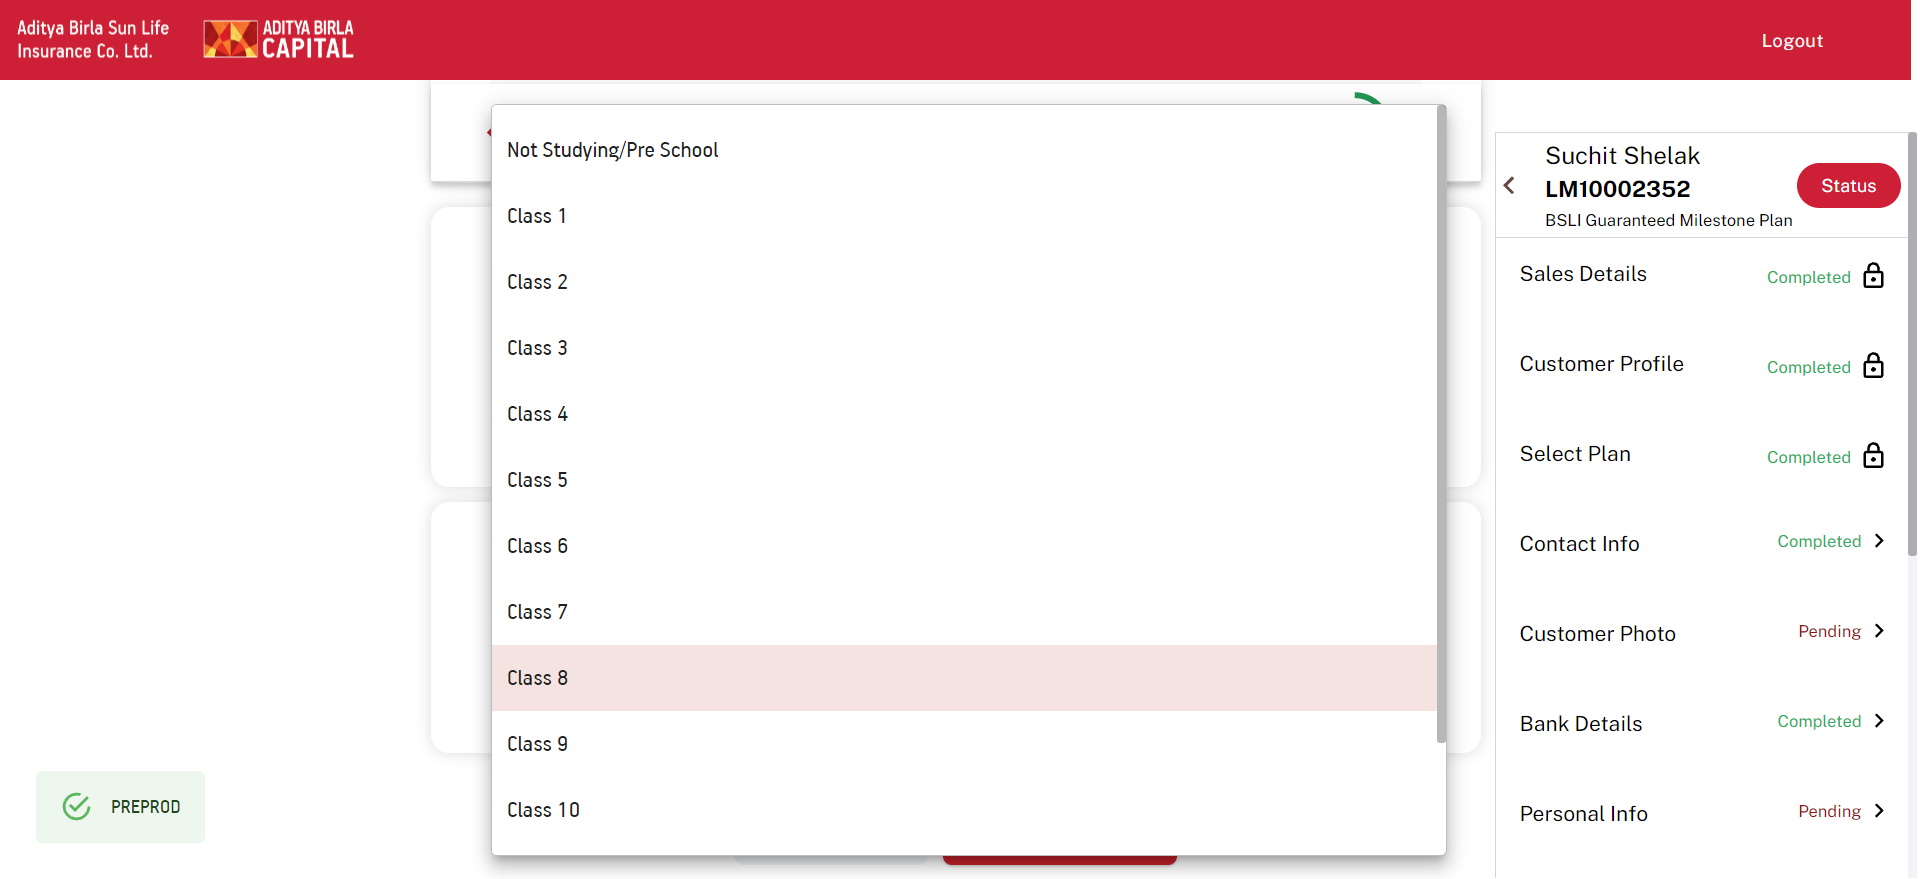 Aditya Birla Sun Life
Insurance Co. Ltd.
ADITYA BIRLA
CAPITAL
Logout
Not Studying/Pre School
Class 1
Class 2
Class 3
Class 4
Class 5
Class 6
Class 7
Class 8
Class 9
Class 10
Suchit Shelak
LM10002352
BSLI Guaranteed Milestone Plan
Status
Sales Details
Completed
Customer Profile
Completed
Select Plan
Completed
Contact Info
Completed
Customer Photo
Pending
Bank Details
Completed
Personal Info
Pending
PREPROD